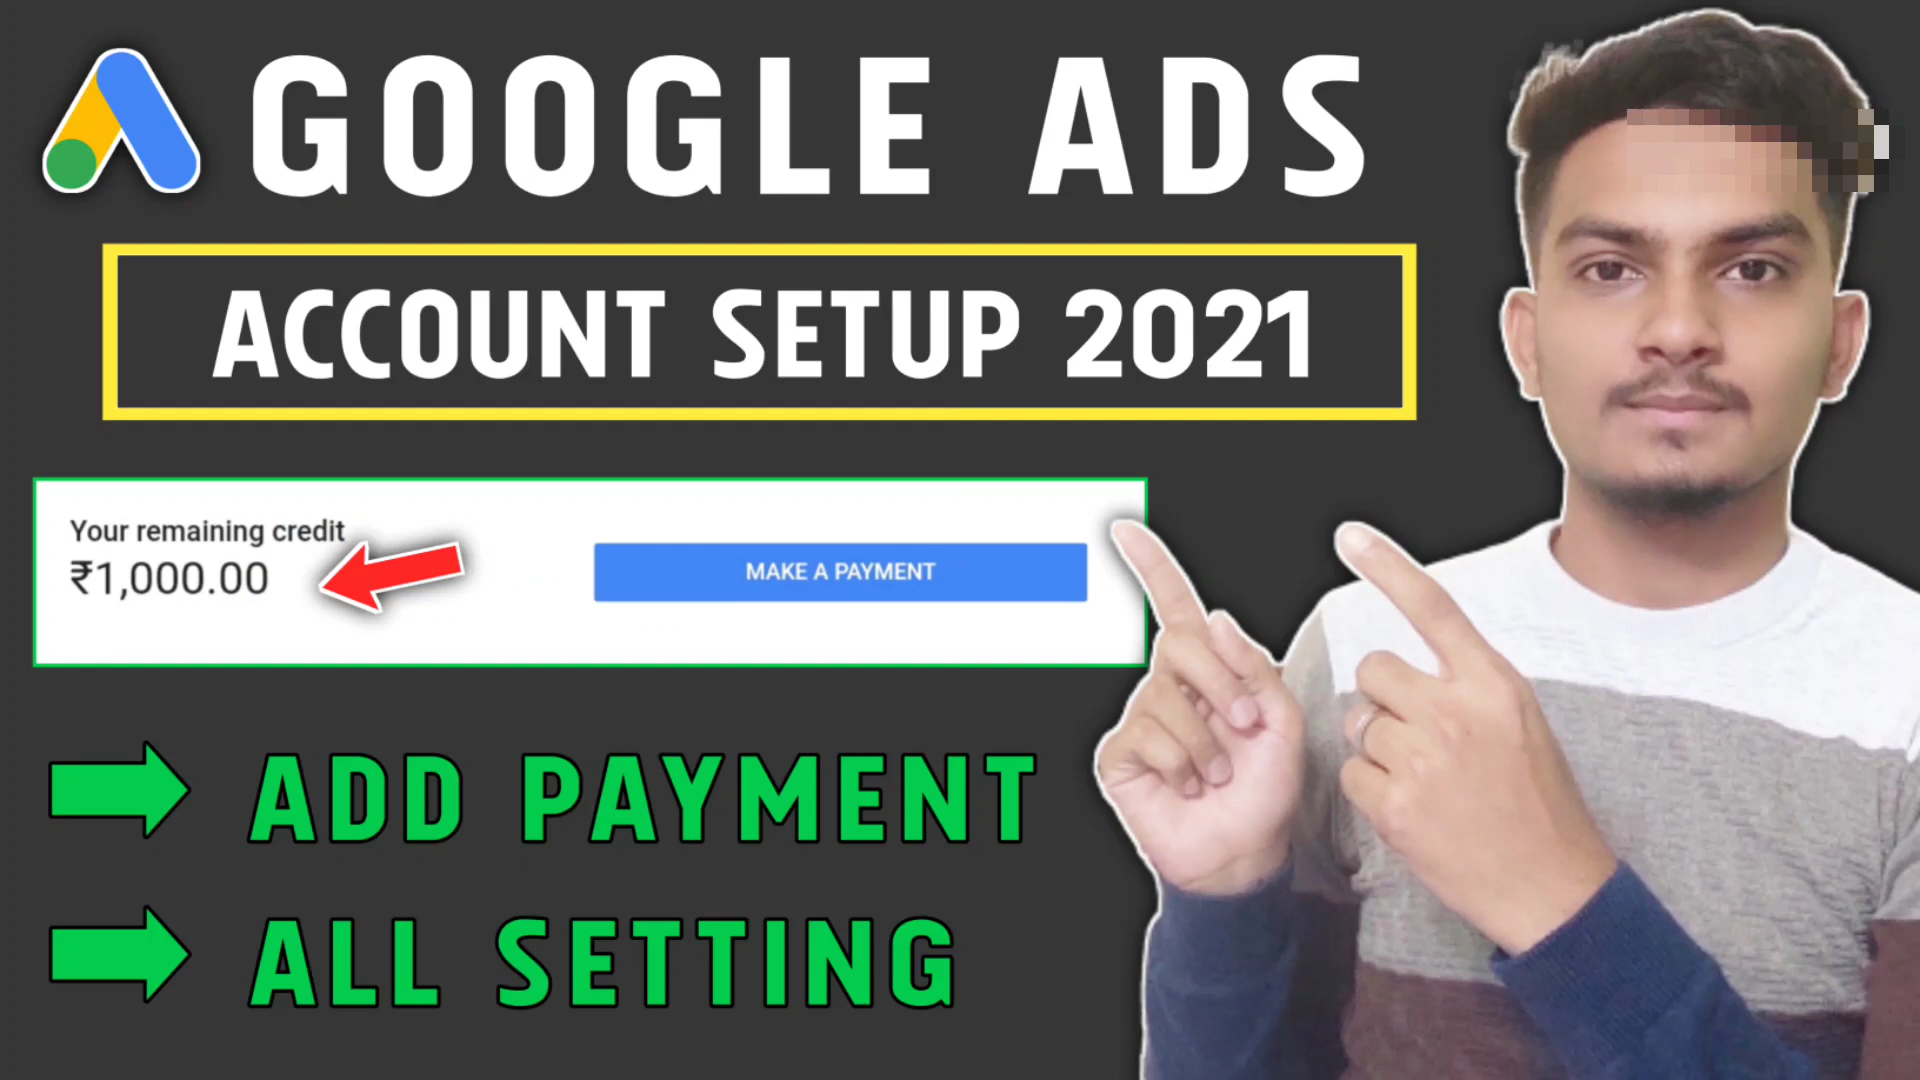 GOOGLE ADS
ACCOUNT SETUP 2021
Your remaining credit
₹1,000.00
MAKE A PAYMENT
ADD PAYMENT
ALL SETTING